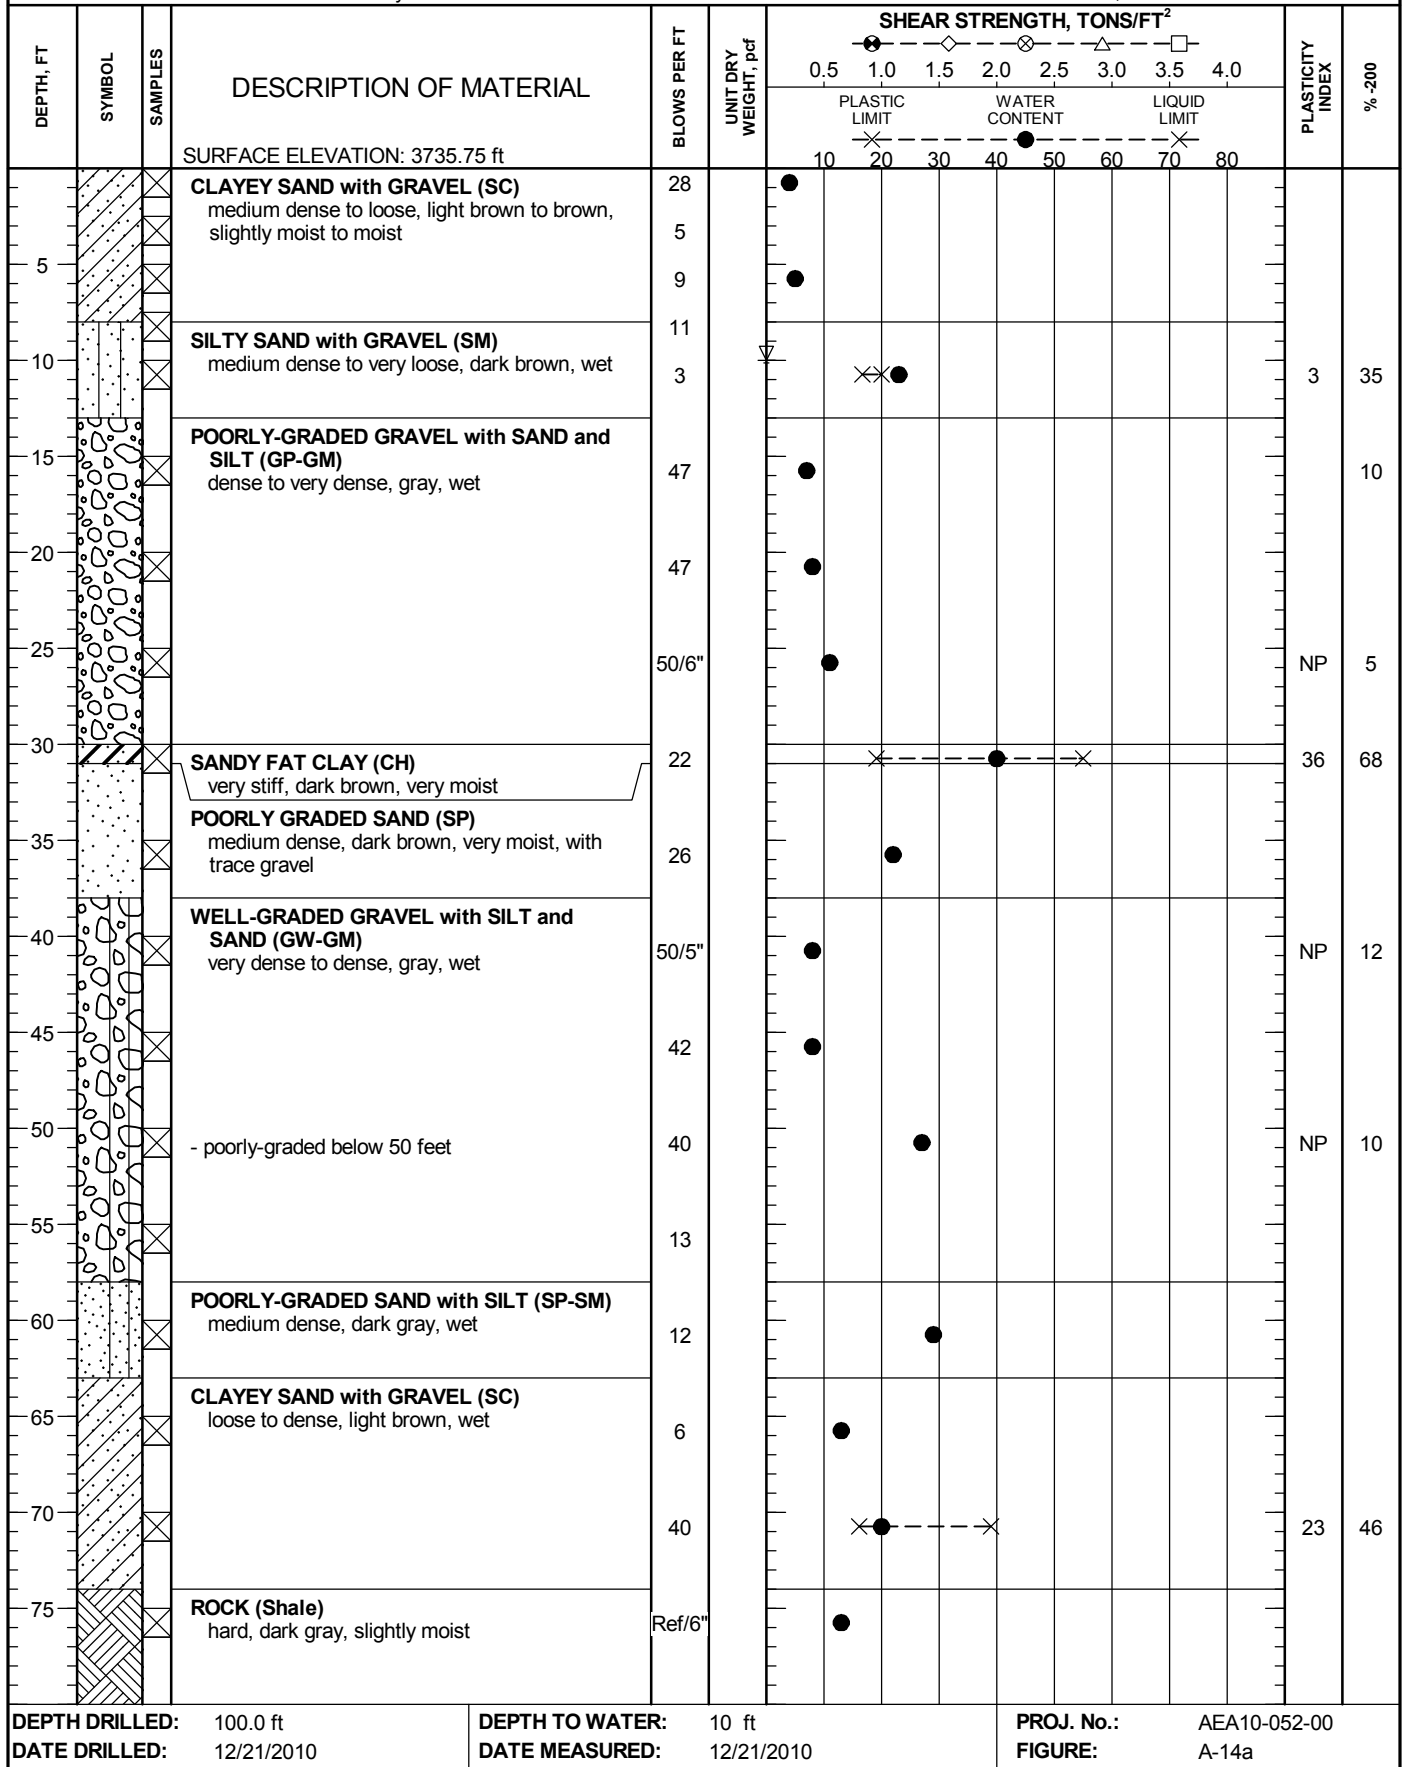 SHEAR STRENGTH, TONS/FT²
0.5 1.0 1.5 2.0 2.5 3.0 3.5 4.0
DEPTH, FT
SYMBOL
SAMPLES
DESCRIPTION OF MATERIAL
BLOWS PER FT
UNIT DRY
WEIGHT, pcf
PLASTIC
LIMIT
WATER
CONTENT
LIQUID
LIMIT
PLASTICITY
INDEX
% -200
SURFACE ELEVATION: 3735.75 ft
10 20 30 40 50 60 70 80
CLAYEY SAND with GRAVEL (SC) 28
medium dense to loose, light brown to brown,
slightly moist to moist 5
5 9
11
SILTY SAND with GRAVEL (SM)
10 medium dense to very loose, dark brown, wet
3 3 35
POORLY-GRADED GRAVEL with SAND and
15 SILT (GP-GM)
dense to very dense, gray, wet 47 10
20 47
25 50/6" NP 5
30
SANDY FAT CLAY (CH) 22 36 68
very stiff, dark brown, very moist
POORLY GRADED SAND (SP)
35 medium dense, dark brown, very moist, with
trace gravel 26
WELL-GRADED GRAVEL with SILT and
40 SAND (GW-GM)
very dense to dense, gray, wet 50/5" NP 12
45 42
50 - poorly-graded below 50 feet 40 NP 10
55 13
POORLY-GRADED SAND with SILT (SP-SM)
60 medium dense, dark gray, wet 12
CLAYEY SAND with GRAVEL (SC)
65 loose to dense, light brown, wet 6
70 40 23 46
75 ROCK (Shale)
hard, dark gray, slightly moist Ref/6"
DEPTH DRILLED: 100.0 ft DEPTH TO WATER: 10 ft PROJ. No.: AEA10-052-00
DATE DRILLED: 12/21/2010 DATE MEASURED: 12/21/2010 FIGURE: A-14a